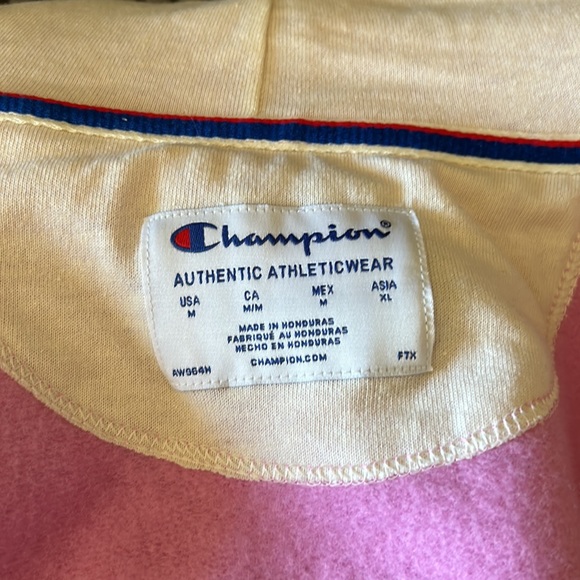 Champion®
AUTHENTIC ATHLETICWEAR
USA CA MEX ASIA
M M/M M XL
MADE IN HONDURAS
FABRIQUÉ AU HONDURAS
HECHO EN HONDURAS
CHAMPION.COM
AW964H F7X